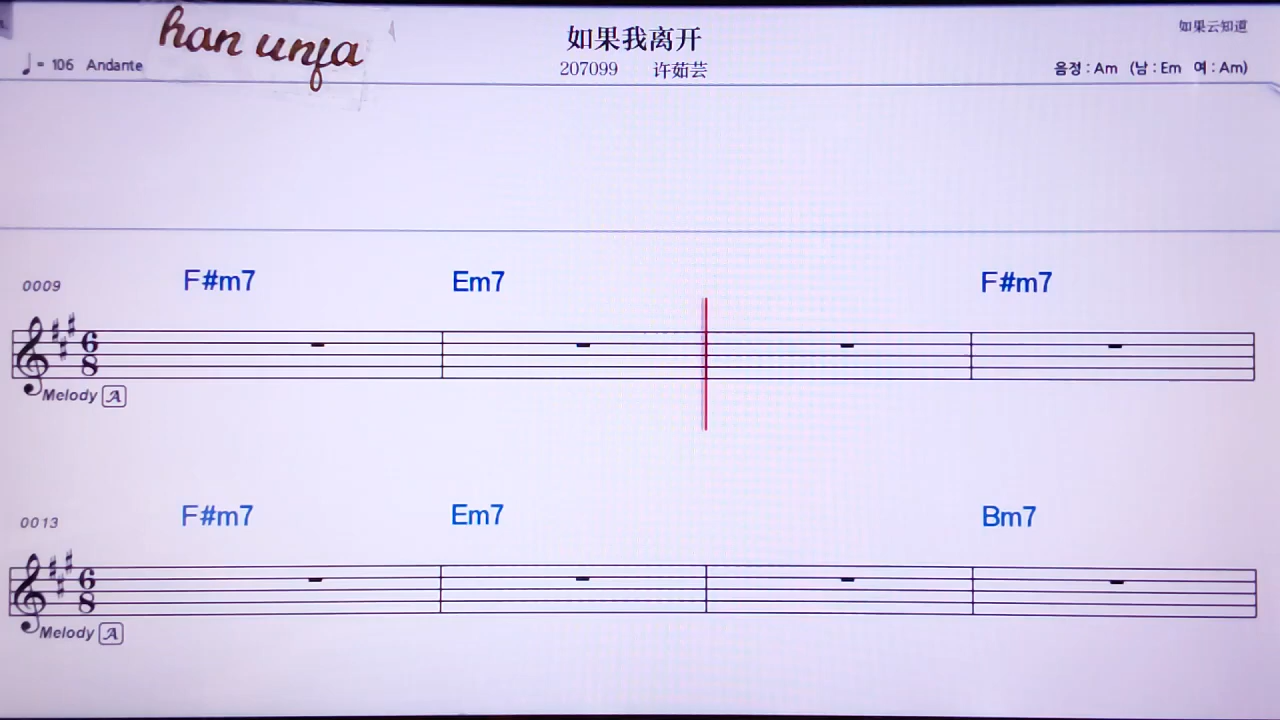 han unfa
如果我离开
如果云知道
♩ = 106 Andante
207099 许茹芸
음정 : Am (남 : Em 여 : Am)
0009 F#m7 Em7 F#m7
6
8
Melody A
0013 F#m7 Em7 Bm7
6
8
Melody A